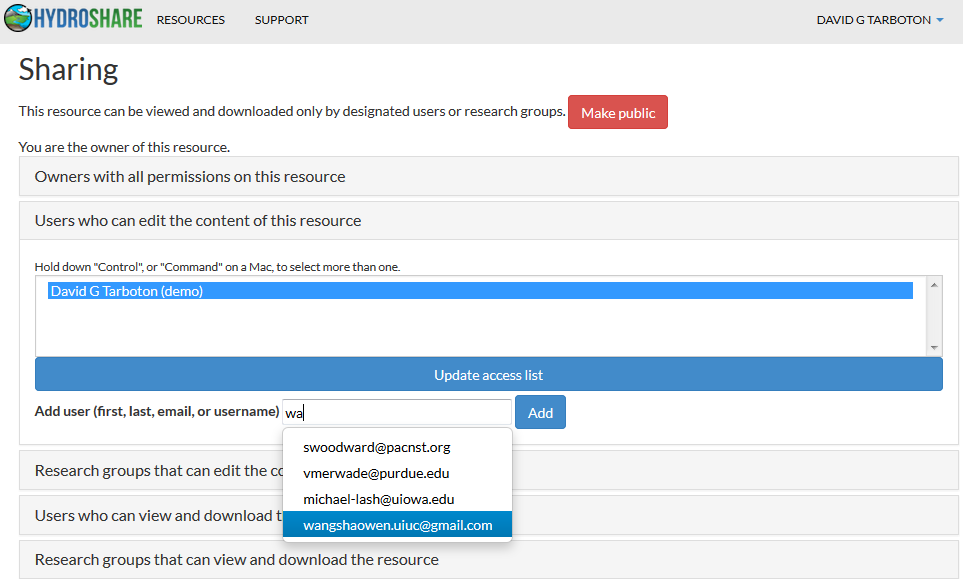 HYDROSHARE RESOURCES SUPPORT DAVID G TARBOTON
Sharing
This resource can be viewed and downloaded only by designated users or research groups. Make public
You are the owner of this resource.
Owners with all permissions on this resource
Users who can edit the content of this resource
Hold down "Control", or "Command" on a Mac, to select more than one.
David G Tarboton (demo)
Update access list
Add user (first, last, email, or username) wa Add
swoodward@pacnst.org
Research groups that can edit the co
vmerwade@purdue.edu
michael-lash@uiowa.edu
Users who can view and download t
wangshaowen.uiuc@gmail.com
Research groups that can view and download the resource